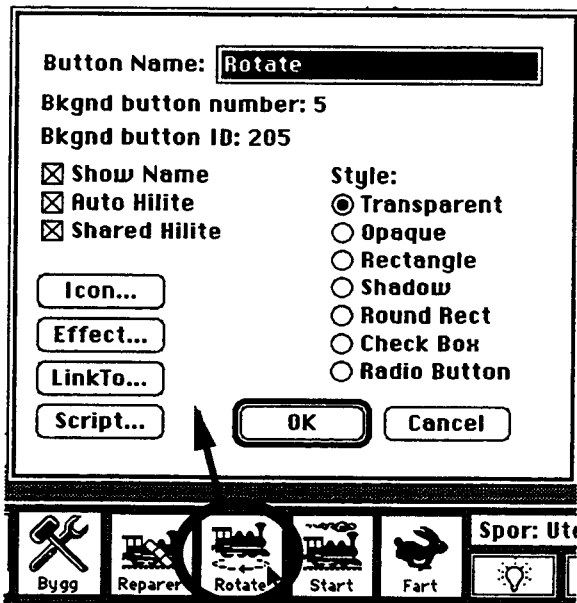 Button Name: Rotate
Bkgnd button number: 5
Bkgnd button ID: 205
Show Name
Auto Hilite
Shared Hilite
Style:
Transparent
Opaque
Rectangle
Shadow
Round Rect
Check Box
Radio Button
Icon...
Effect...
LinkTo...
Script...
OK
Cancel
Bygg
Reparer
Rotate
Start
Fart
Spor: Ute